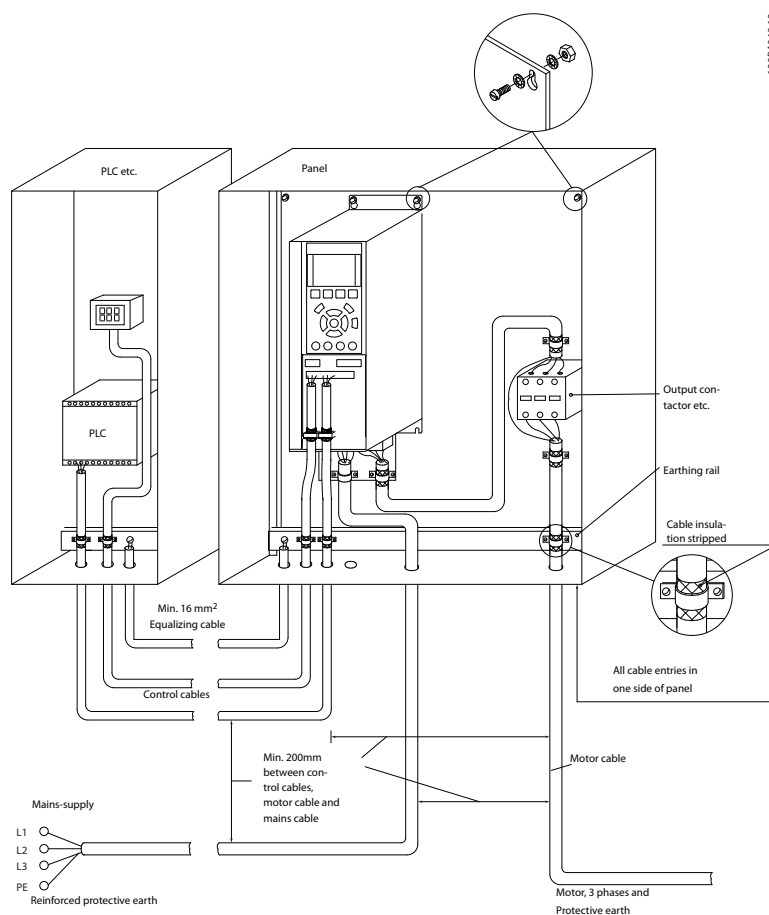 PLC etc.
Panel
PLC
Output con-
tactor etc.
Earthing rail
Cable insula-
tion stripped
Min. 16 mm²
Equalizing cable
Control cables
All cable entries in
one side of panel
Min. 200mm
between con-
trol cables,
motor cable and
mains cable
Motor cable
Mains-supply
L1
L2
L3
PE
Reinforced protective earth
Motor, 3 phases and
Protective earth